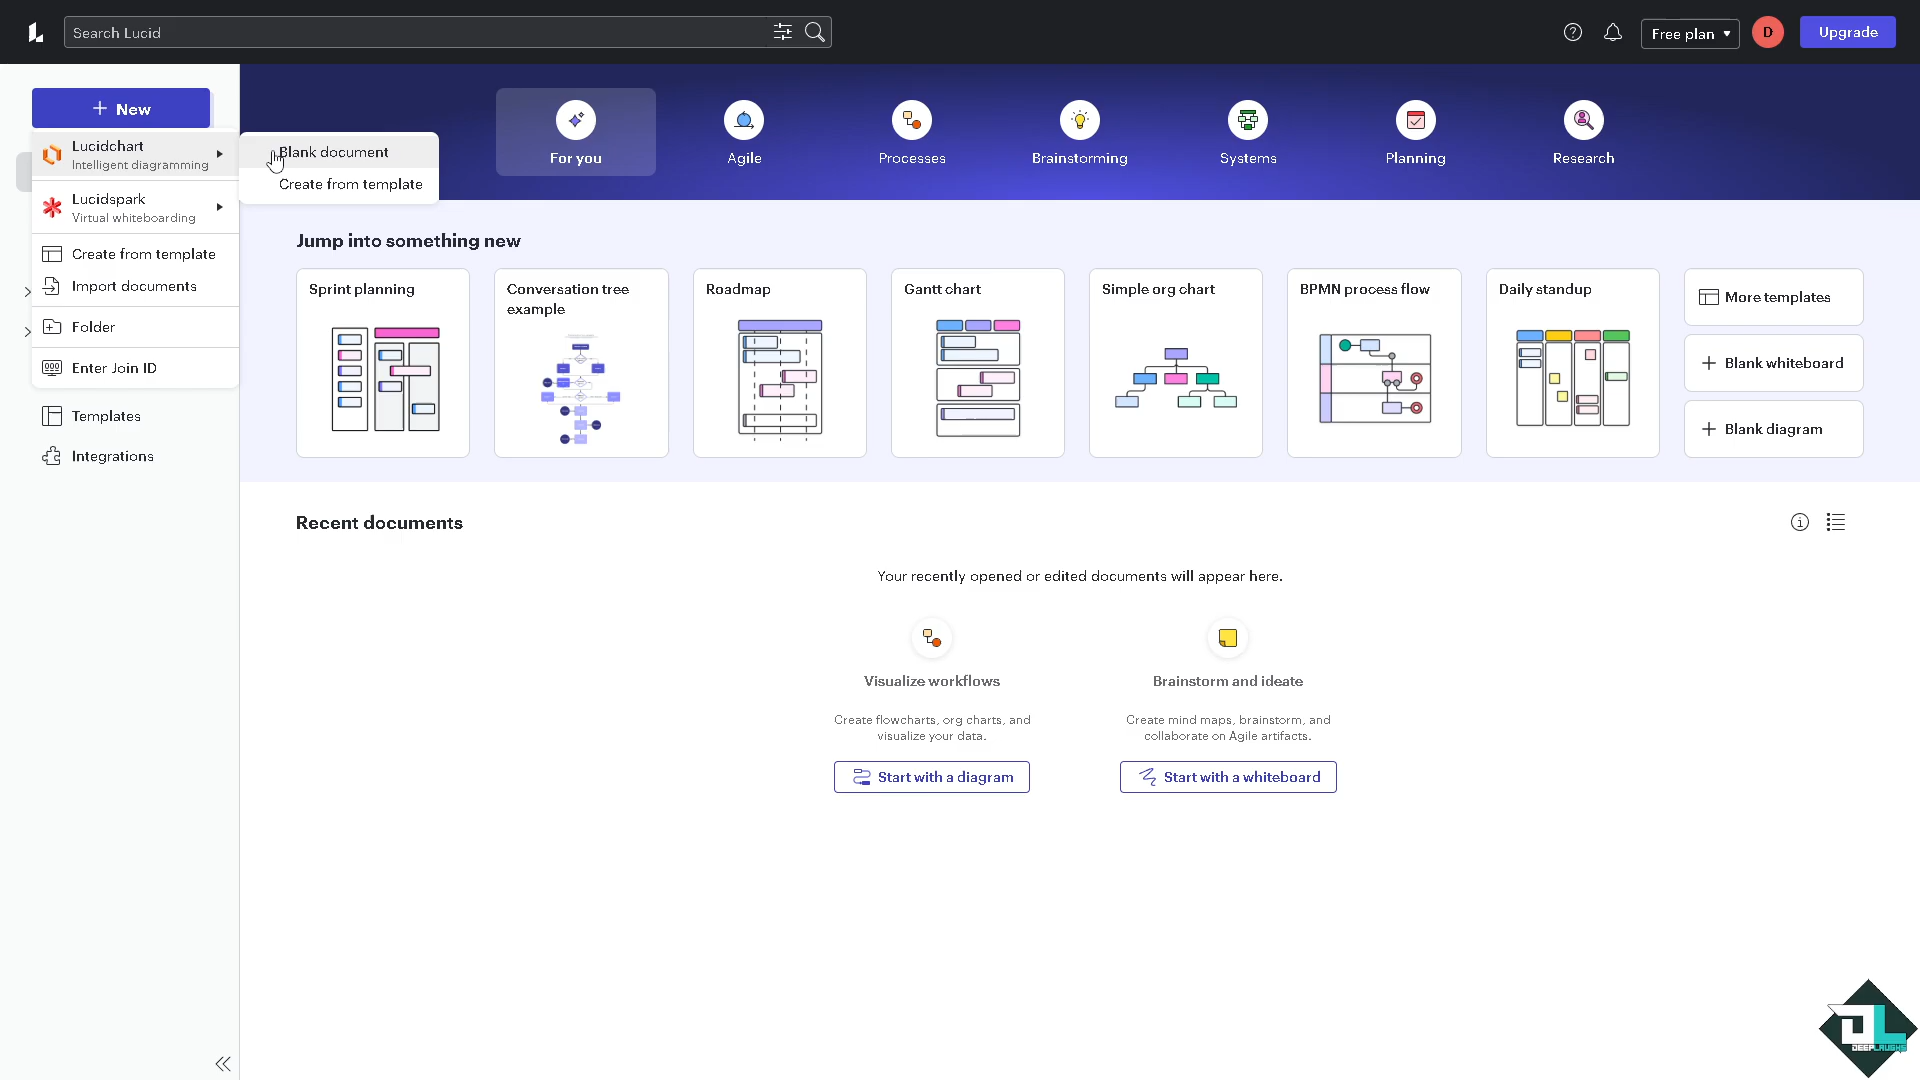 Search Lucid
Free plan
D
Upgrade
New
Lucidchart
Intelligent diagramming
Blank document
Create from template
Lucidspark
Virtual whiteboarding
Create from template
Import documents
Folder
Enter Join ID
Templates
Integrations
For you
Agile
Processes
Brainstorming
Systems
Planning
Research
Jump into something new
Sprint planning
Conversation tree
example
Roadmap
Gantt chart
Simple org chart
BPMN process flow
Daily standup
More templates
Blank whiteboard
Blank diagram
Recent documents
Your recently opened or edited documents will appear here.
Visualize workflows
Create flowcharts, org charts, and
visualize your data.
Start with a diagram
Brainstorm and ideate
Create mind maps, brainstorm, and
collaborate on Agile artifacts.
Start with a whiteboard
DL
DEEPLAUGHS